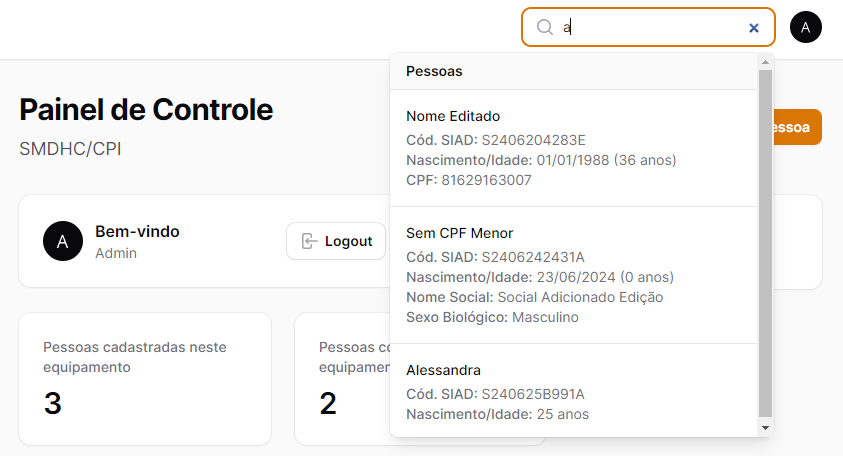 a
A
Pessoas
Nome Editado
Cód. SIAD: S2406204283E
Nascimento/Idade: 01/01/1988 (36 anos)
CPF: 81629163007
Sem CPF Menor
Cód. SIAD: S2406242431A
Nascimento/Idade: 23/06/2024 (0 anos)
Nome Social: Social Adicionado Edição
Sexo Biológico: Masculino
Alessandra
Cód. SIAD: S240625B991A
Nascimento/Idade: 25 anos
Painel de Controle
SMDHC/CPI
essoa
A
Bem-vindo
Admin
Logout
Pessoas cadastradas neste
equipamento
3
Pessoas
equipamen
2